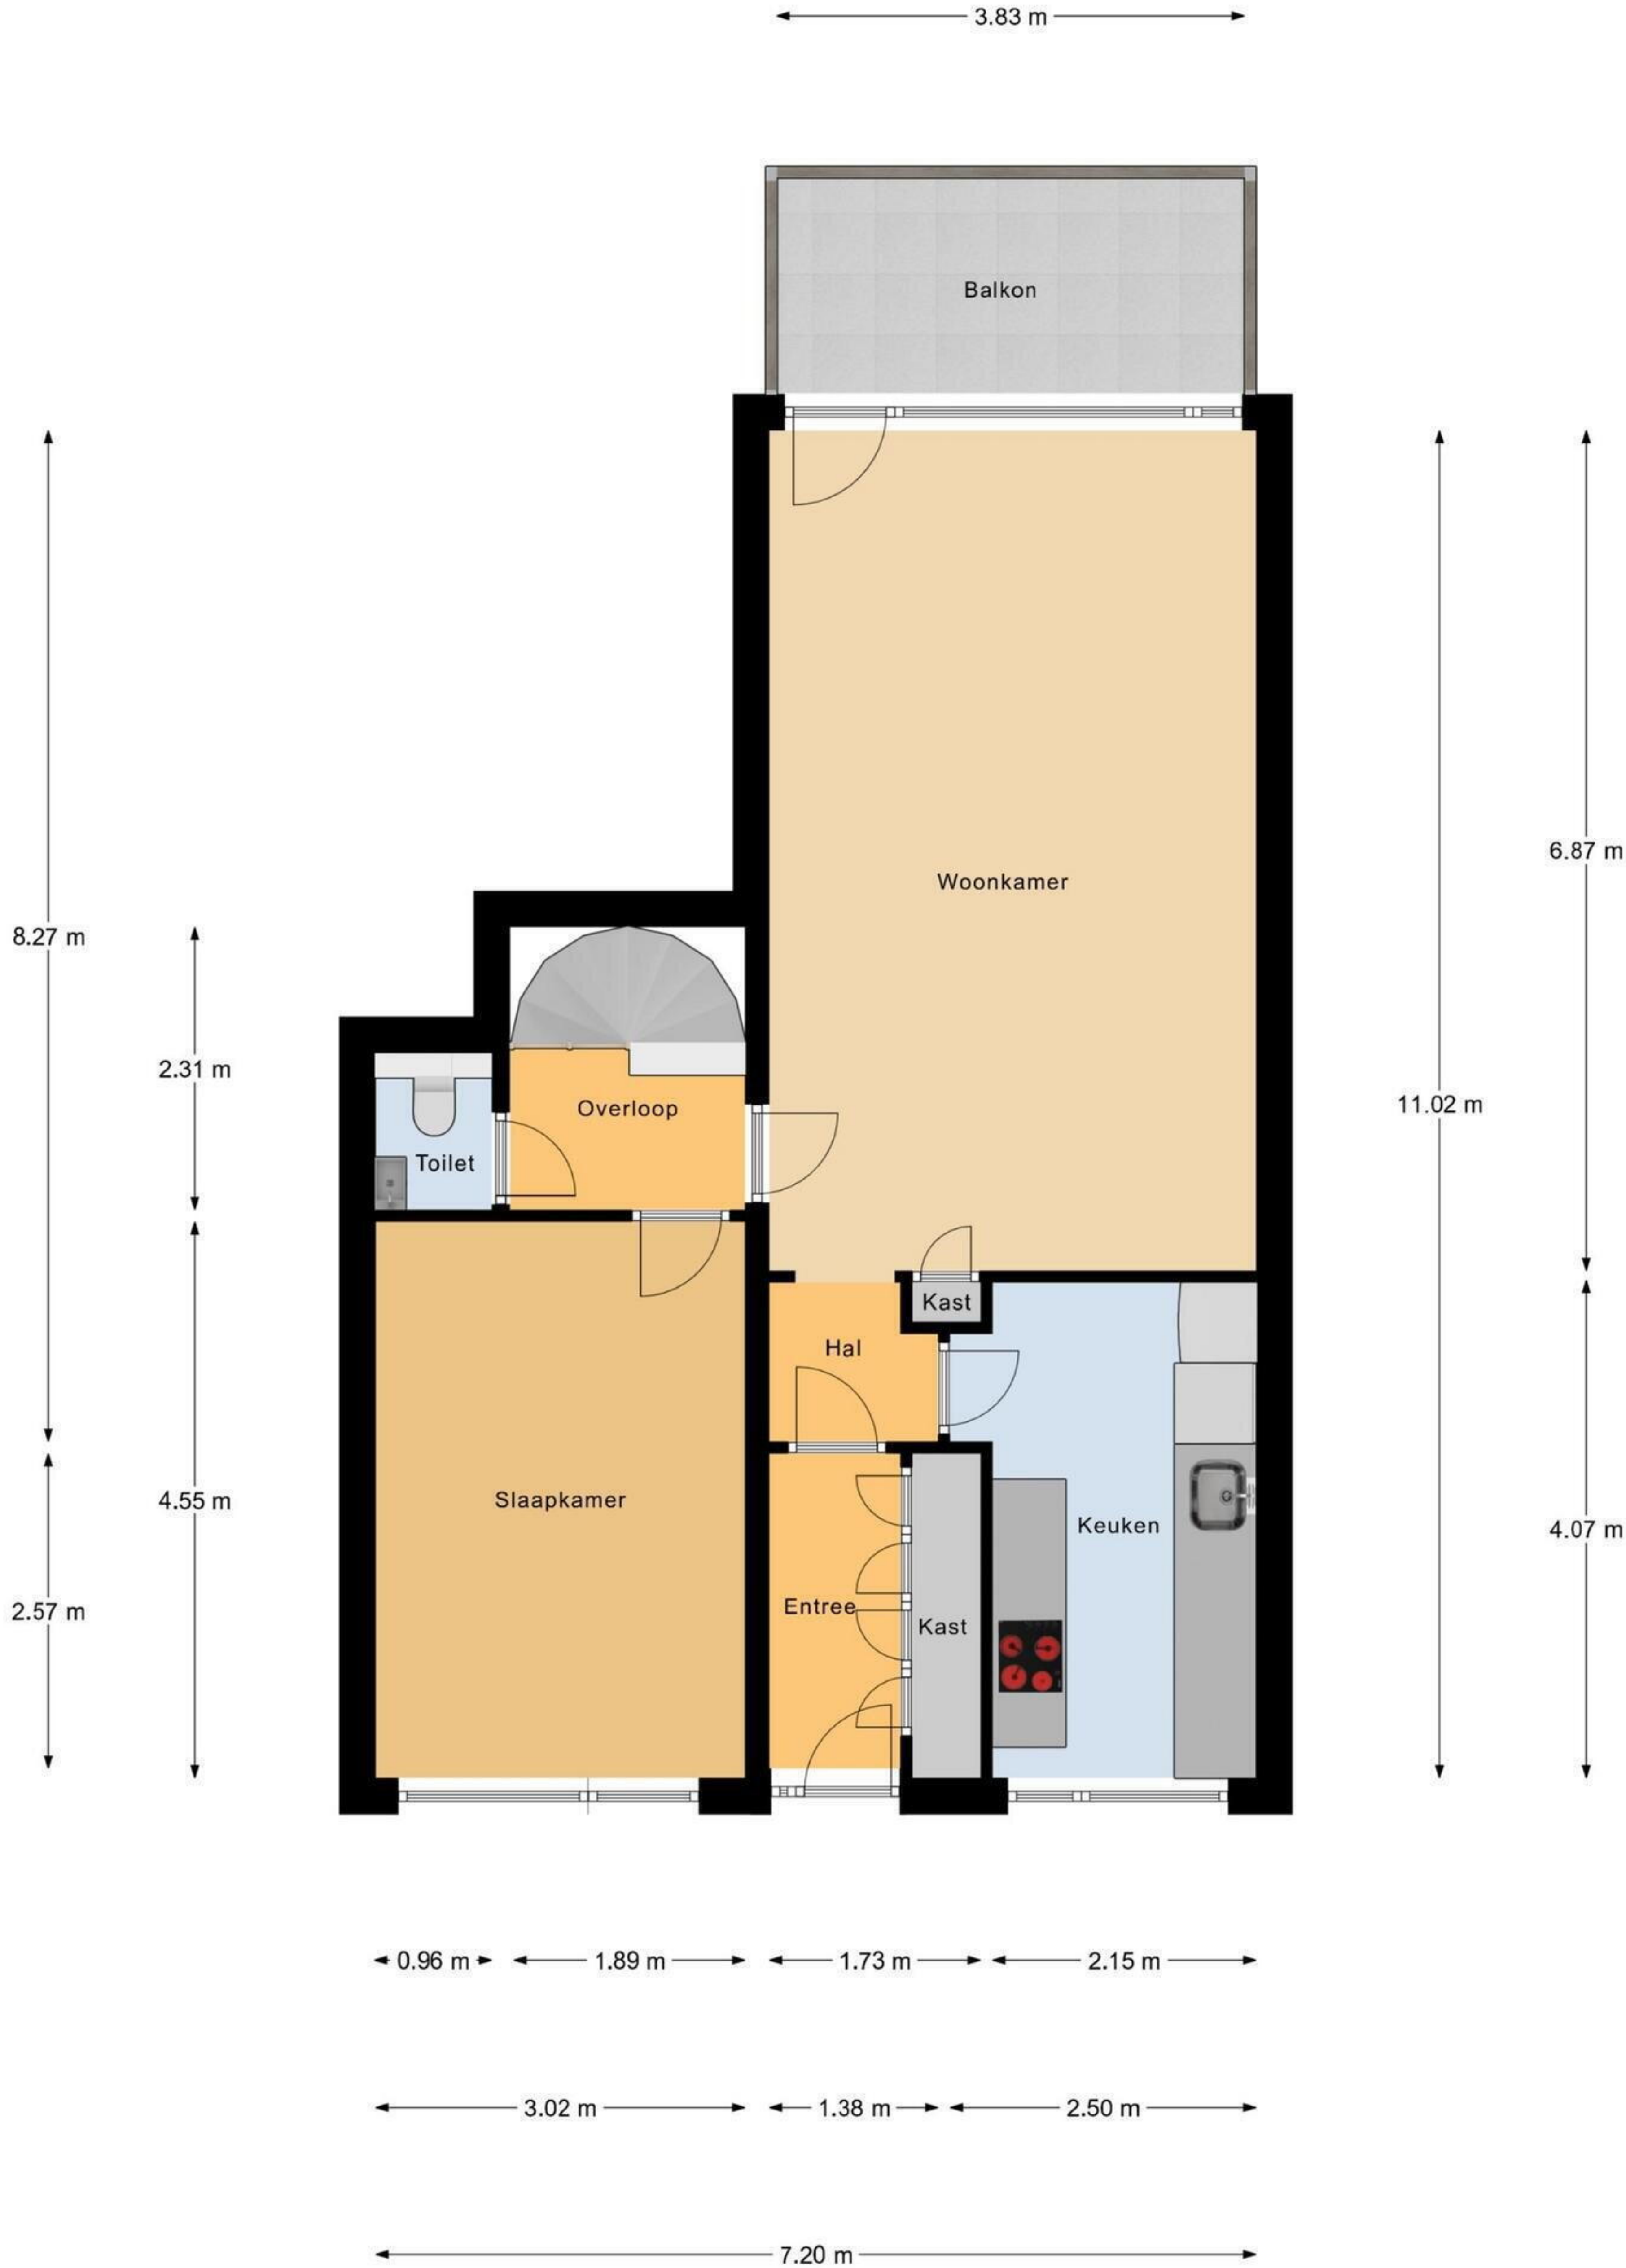 3.83 m
Balkon
Woonkamer
6.87 m
8.27 m
2.31 m
11.02 m
Overloop
Toilet
Kast
Hal
Slaapkamer
4.55 m
Keuken
4.07 m
Entree
2.57 m
Kast
0.96 m
1.89 m
1.73 m
2.15 m
3.02 m
1.38 m
2.50 m
7.20 m